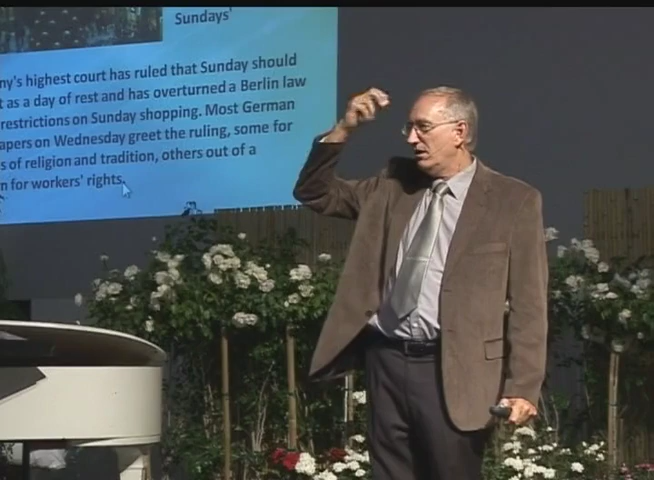 Sundays'
ny's highest court has ruled that Sunday should
t as a day of rest and has overturned a Berlin law
restrictions on Sunday shopping. Most German
apers on Wednesday greet the ruling, some for
s of religion and tradition, others out of a
n for workers' rights.